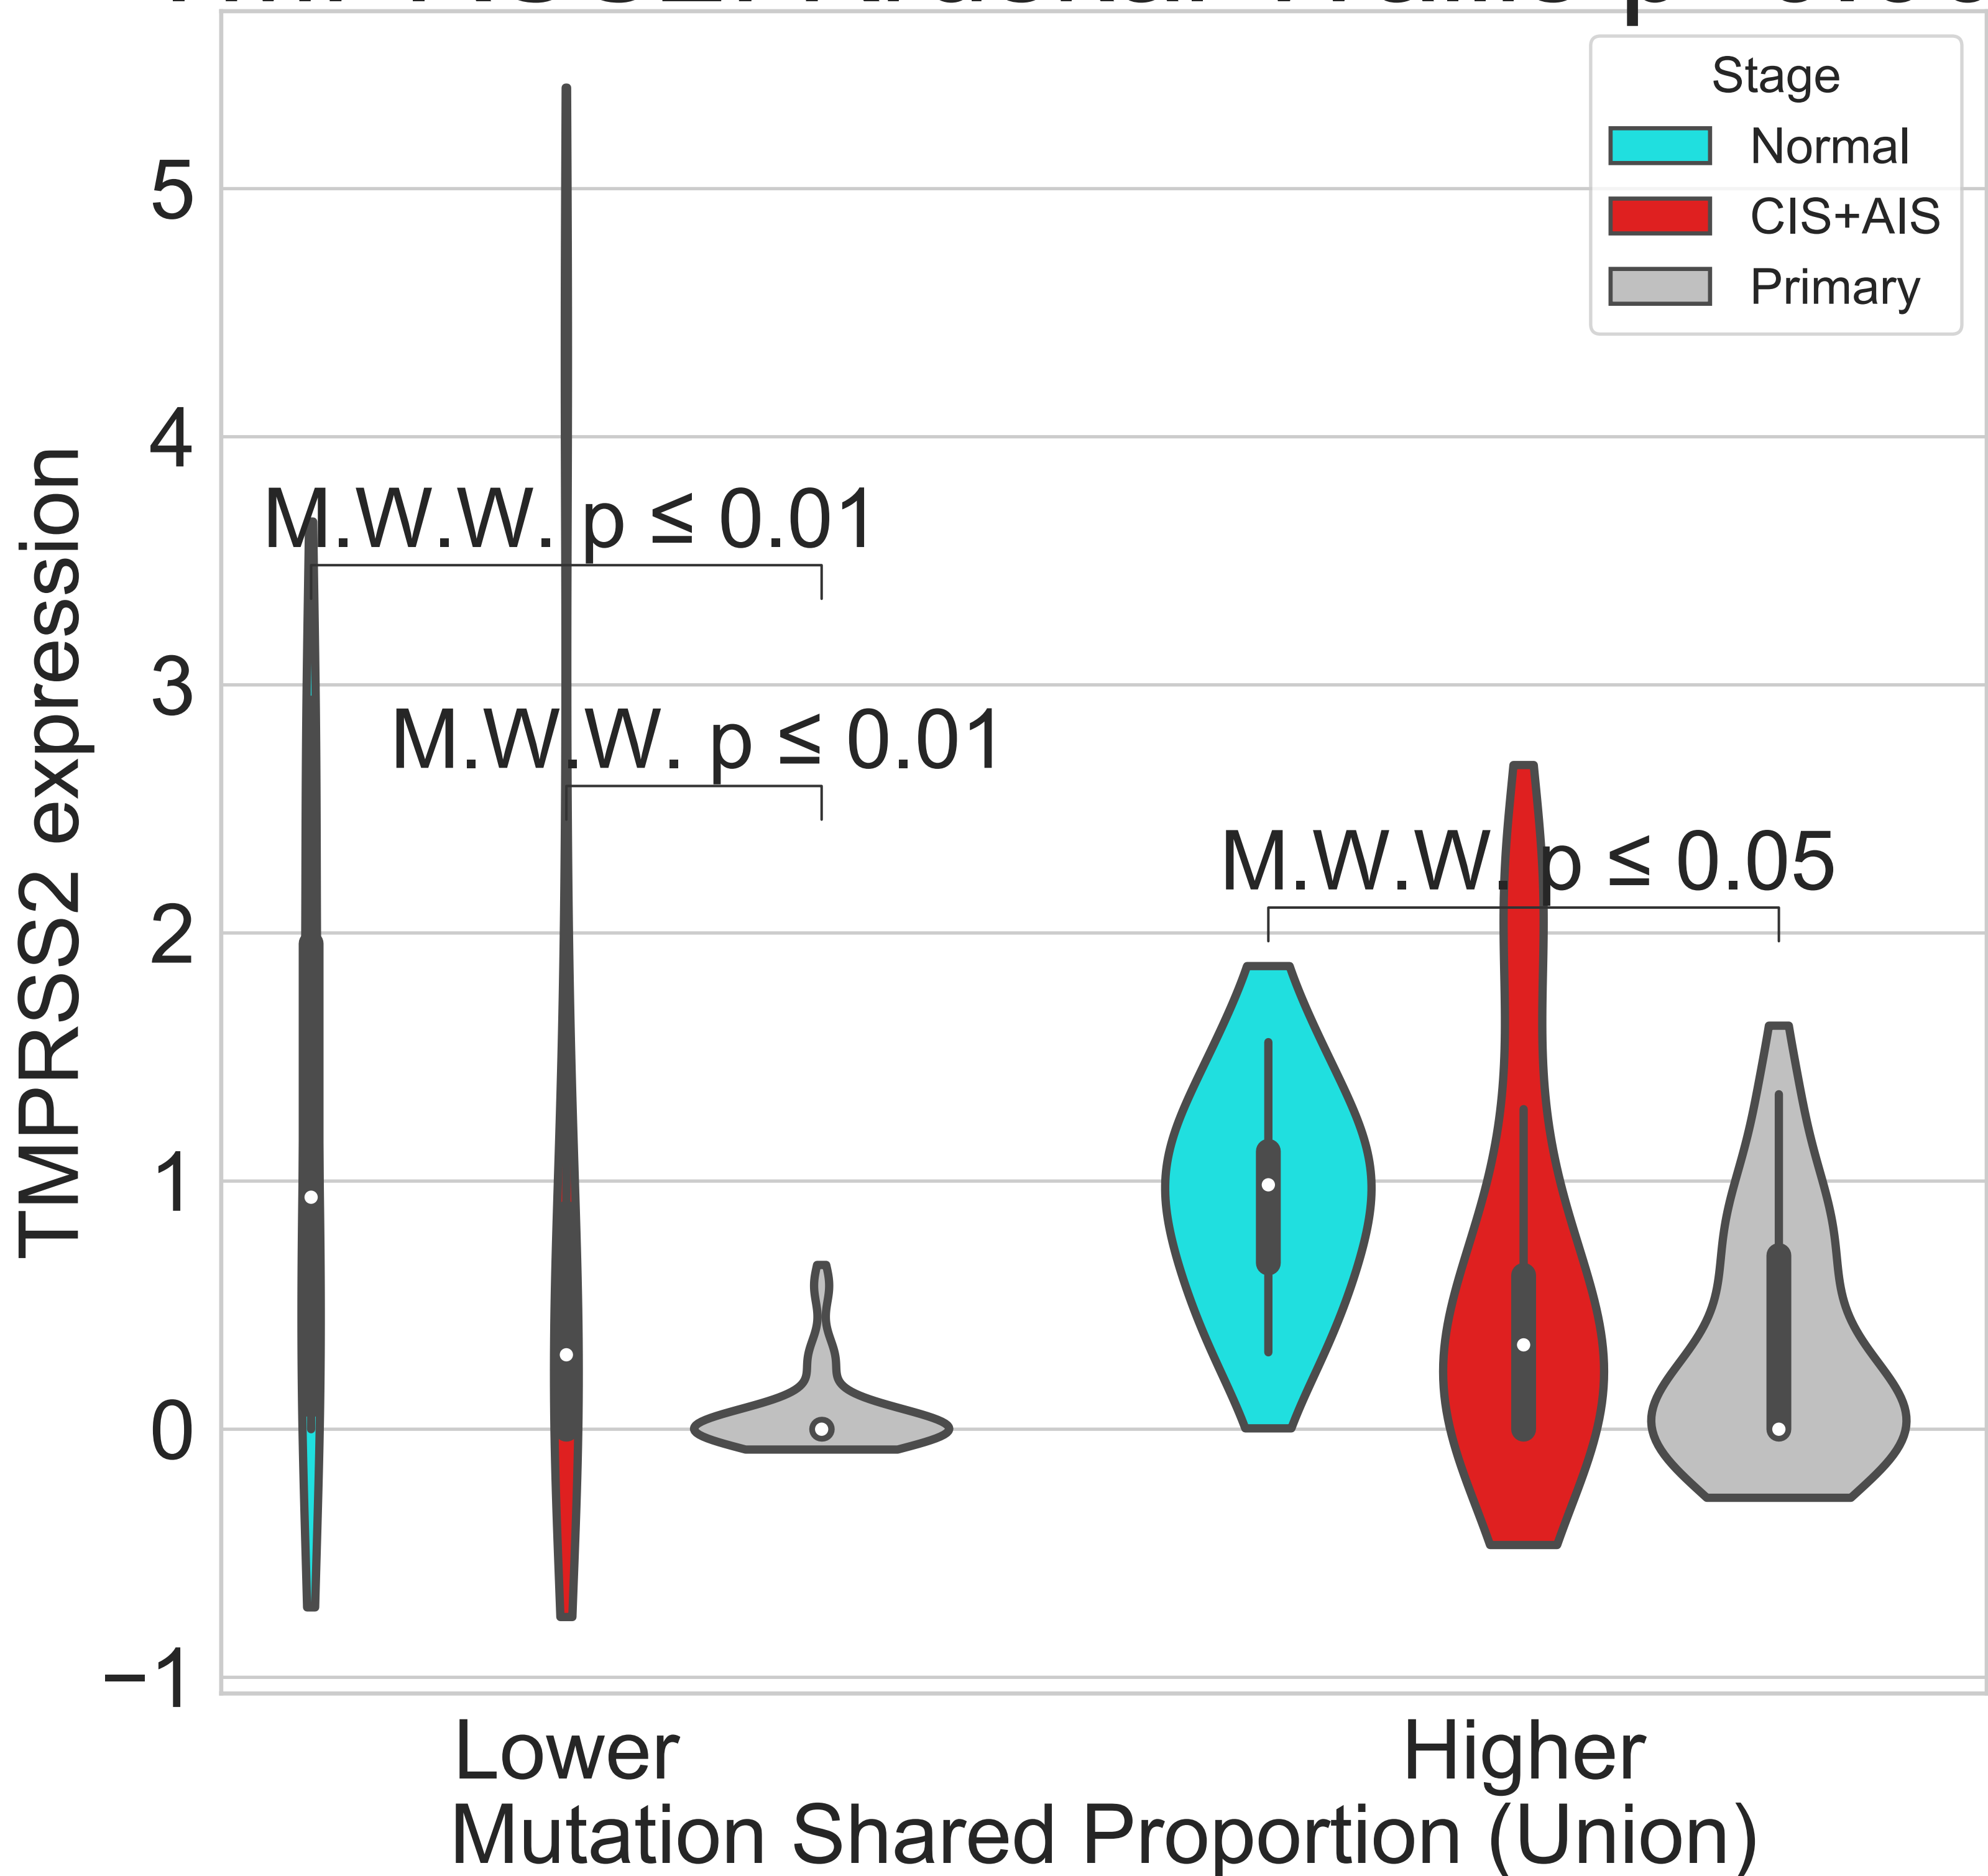 Stage
Normal
CIS+AIS
Primary
5
4
3
2
1
0
−1
TMPRSS2 expression
M.W.W. p ≤ 0.01
M.W.W. p ≤ 0.01
M.W.W. p ≤ 0.05
Lower
Higher
Mutation Shared Proportion (Union)